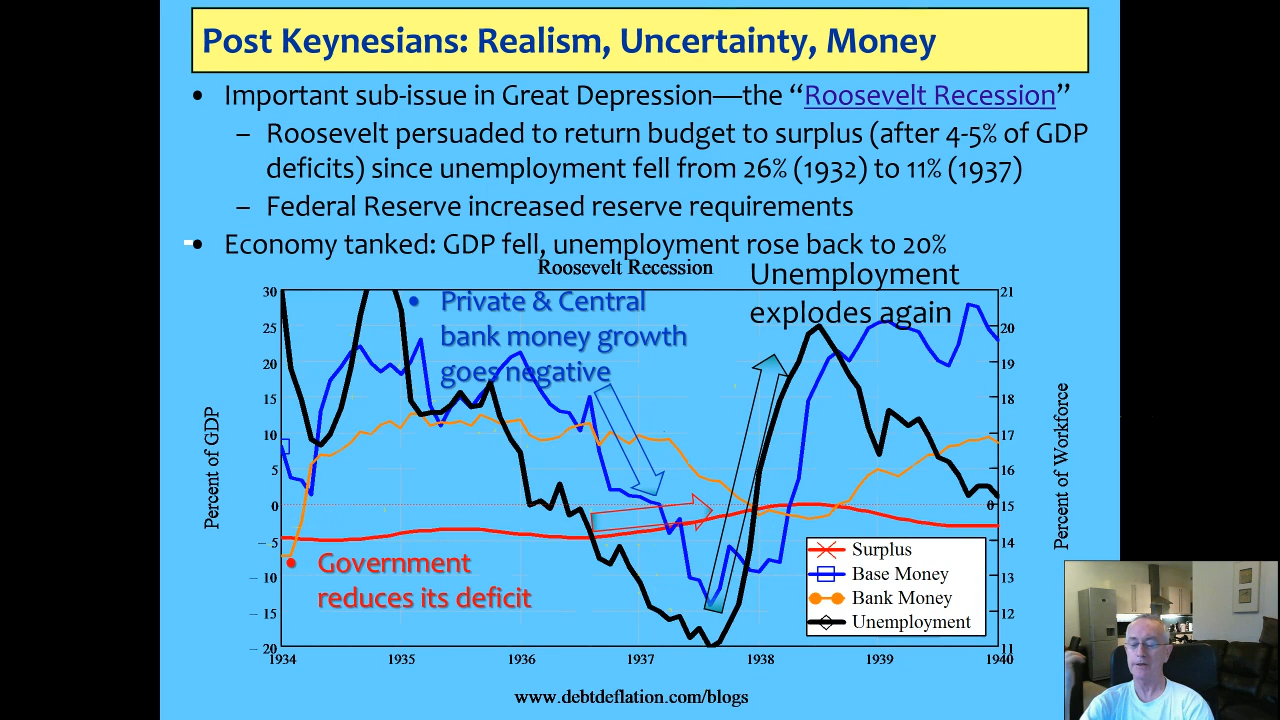 Post Keynesians: Realism, Uncertainty, Money
• Important sub-issue in Great Depression—the “Roosevelt Recession”
– Roosevelt persuaded to return budget to surplus (after 4-5% of GDP
deficits) since unemployment fell from 26% (1932) to 11% (1937)
– Federal Reserve increased reserve requirements
• Economy tanked: GDP fell, unemployment rose back to 20%
Roosevelt Recession
Unemployment
explodes again
• Private & Central
bank money growth
goes negative
• Government
reduces its deficit
Percent of GDP
30
25
20
15
10
5
0
– 5
– 10
– 15
– 20
21
20
19
18
17
16
15
14
13
12
11
0
Percent of Workforce
Surplus
Base Money
Bank Money
Unemployment
1934 1935 1936 1937 1938 1939 1940
www.debtdeflation.com/blogs